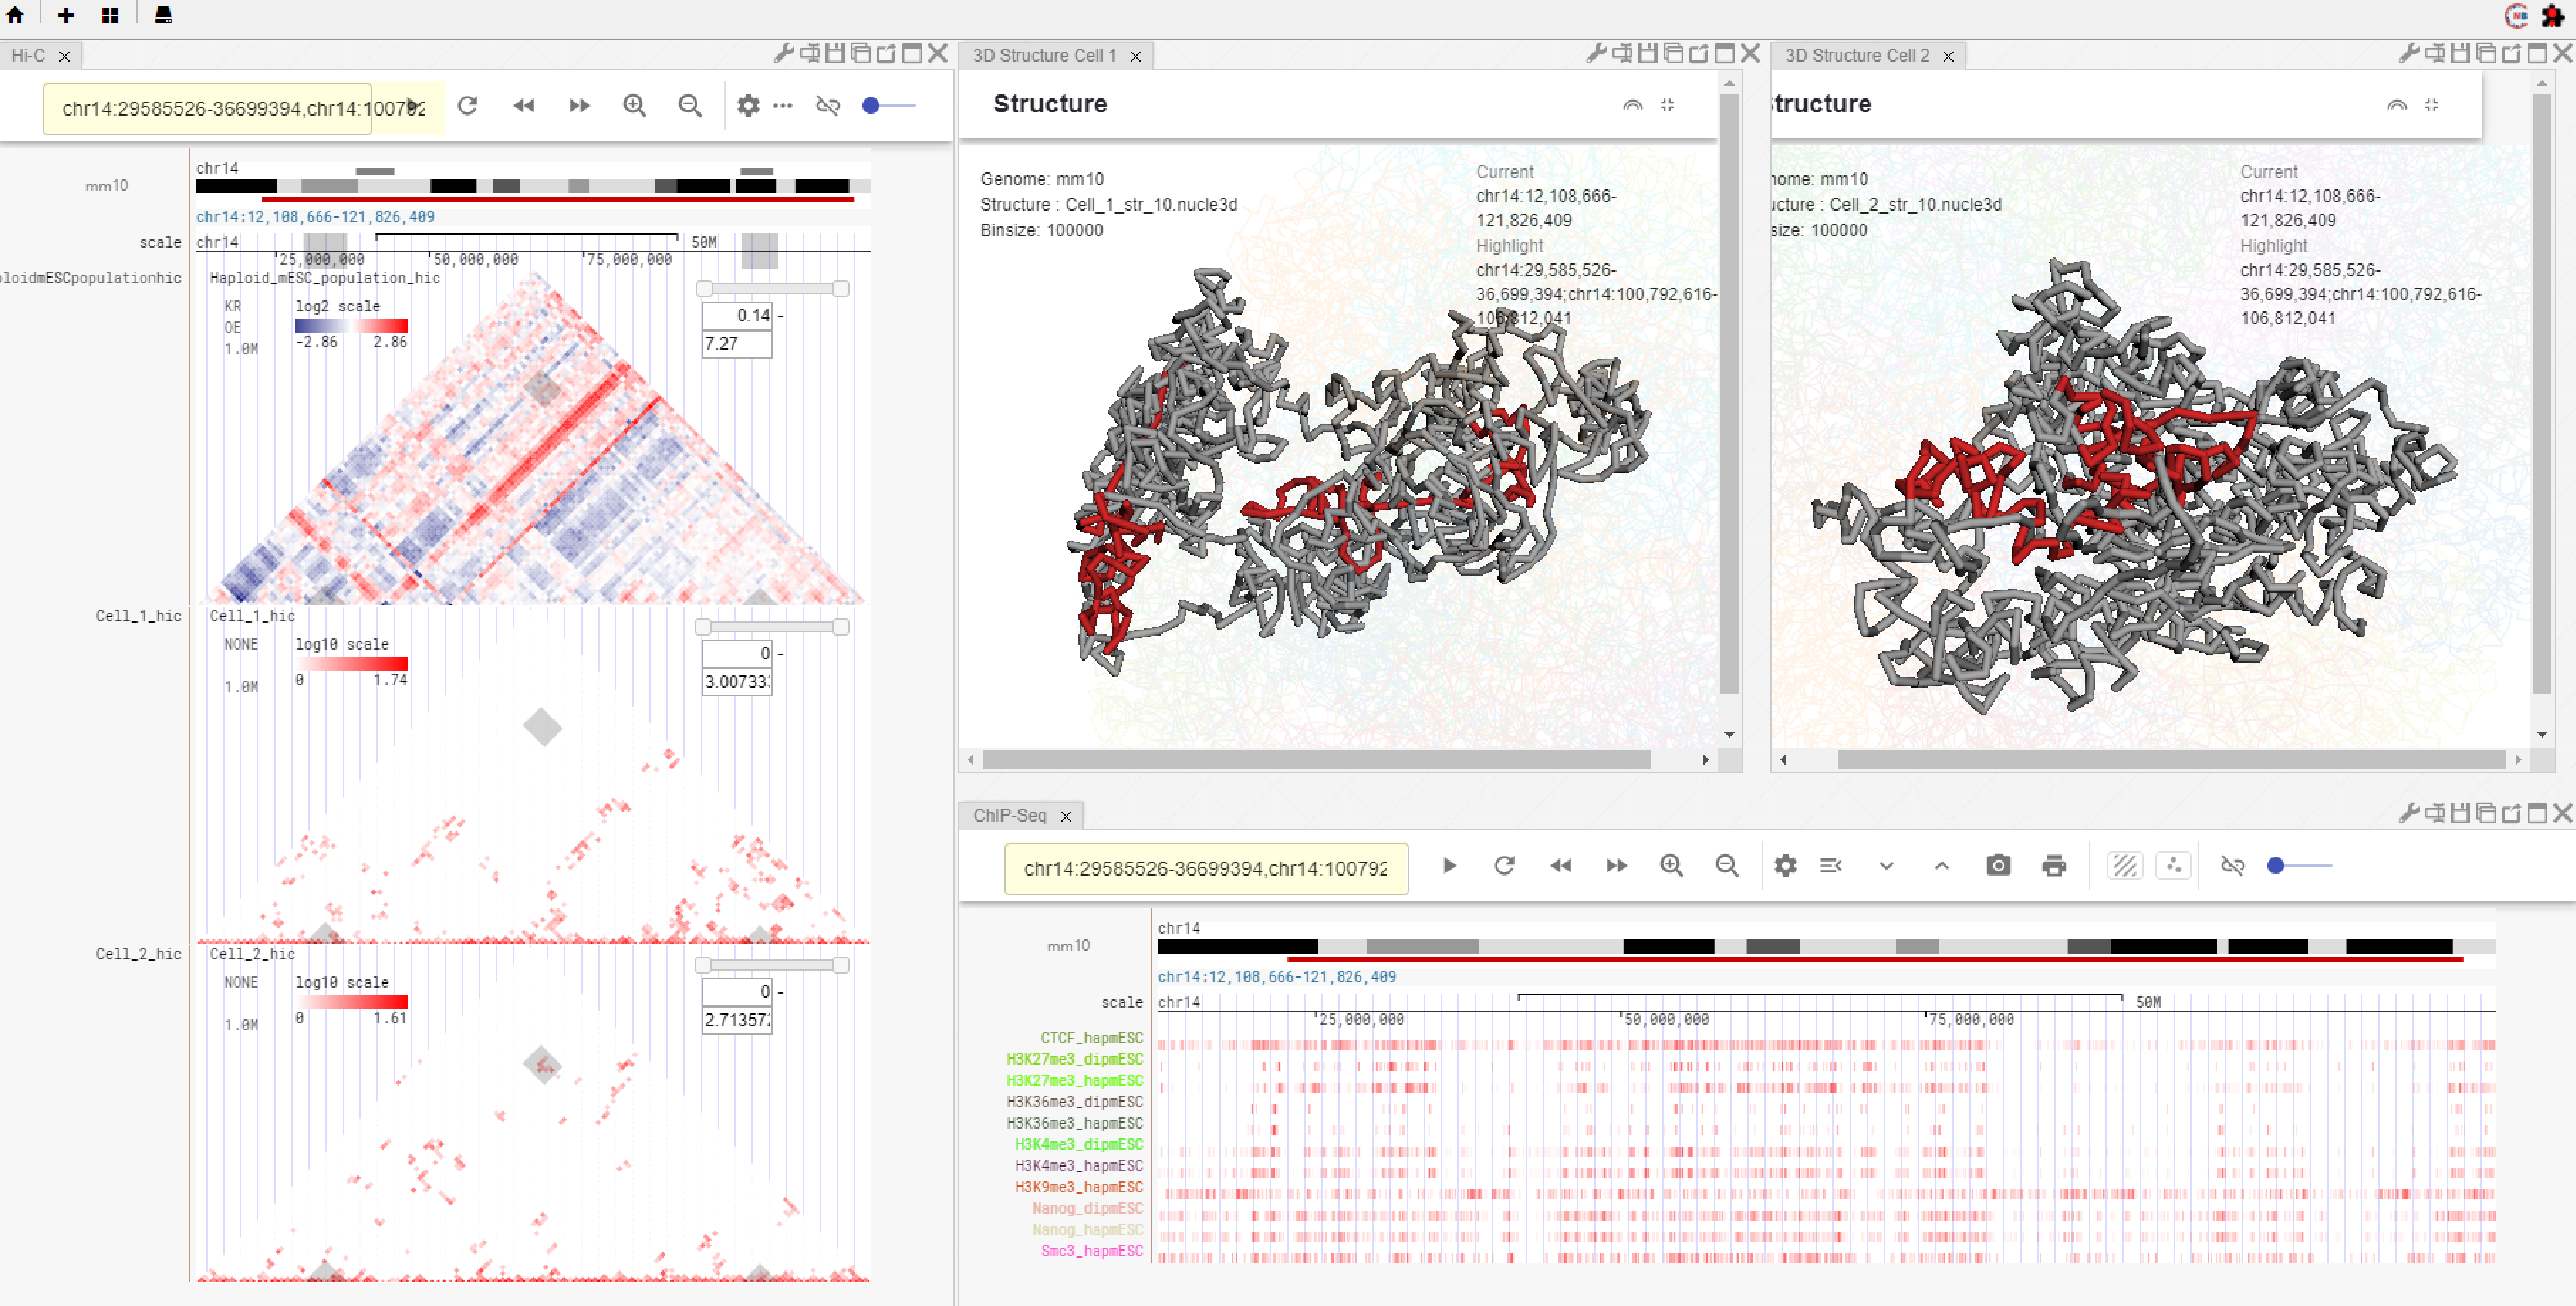 Hi-C
chr14:29585526-36699394,chr14:100792
chr14
mm10
chr14:12,108,666-121,826,409
scale
chr14
50M
25,000,000
50,000,000
75,000,000
loidmESCpopulationhic
Haploid_mESC_population_hic
KR
log2 scale
OE
-2.86
2.86
1.0M
0.14 -
7.27
Cell_1_hic
Cell_1_hic
NONE
log10 scale
0
1.74
1.0M
0 -
3.00733
Cell_2_hic
Cell_2_hic
NONE
log10 scale
0
1.61
1.0M
0 -
2.71357
3D Structure Cell 1
Structure
Genome: mm10
Structure : Cell_1_str_10.nucle3d
Binsize: 100000
Current
chr14:12,108,666-
121,826,409
Highlight
chr14:29,585,526-
36,699,394;chr14:100,792,616-
106,812,041
3D Structure Cell 2
tructure
nome: mm10
ucture : Cell_2_str_10.nucle3d
size: 100000
Current
chr14:12,108,666-
121,826,409
Highlight
chr14:29,585,526-
36,699,394;chr14:100,792,616-
106,812,041
NB
ChIP-Seq
chr14:29585526-36699394,chr14:100792
chr14
mm10
chr14:12,108,666-121,826,409
scale
chr14
50M
25,000,000
50,000,000
75,000,000
CTCF_hapmESC
H3K27me3_dipmESC
H3K27me3_hapmESC
H3K36me3_dipmESC
H3K36me3_hapmESC
H3K4me3_dipmESC
H3K4me3_hapmESC
H3K9me3_hapmESC
Nanog_dipmESC
Nanog_hapmESC
Smc3_hapmESC